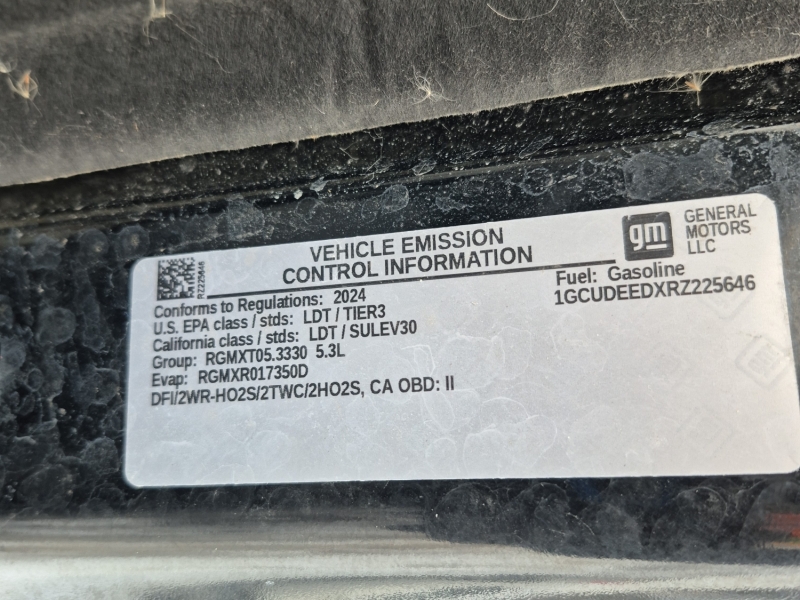 VEHICLE EMISSION
CONTROL INFORMATION
gm
GENERAL
MOTORS
LLC
RZ225646
Fuel: Gasoline
1GCUDEEDXRZ225646
Conforms to Regulations: 2024
U.S. EPA class / stds: LDT / TIER3
California class / stds: LDT / SULEV30
Group: RGMXT05.3330 5.3L
Evap: RGMXR017350D
DFI/2WR-HO2S/2TWC/2HO2S, CA OBD: II